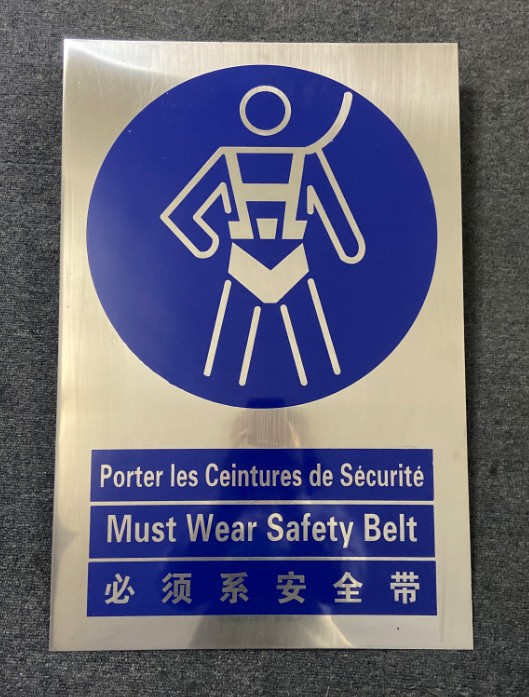 Porter les Ceintures de Sécurité
Must Wear Safety Belt
必须系安全带